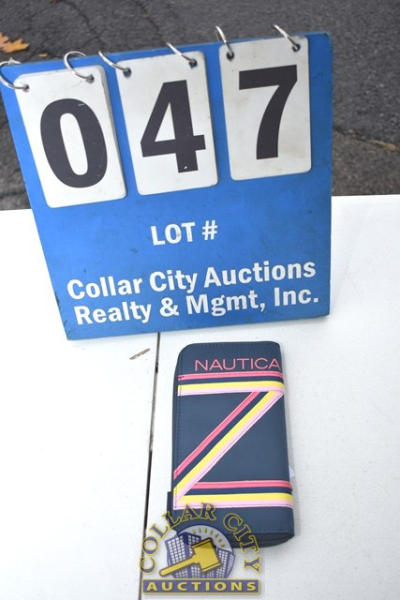 047
LOT #
Collar City Auctions
Realty & Mgmt, Inc.
NAUTICA
COLLAR CITY
AUCTIONS